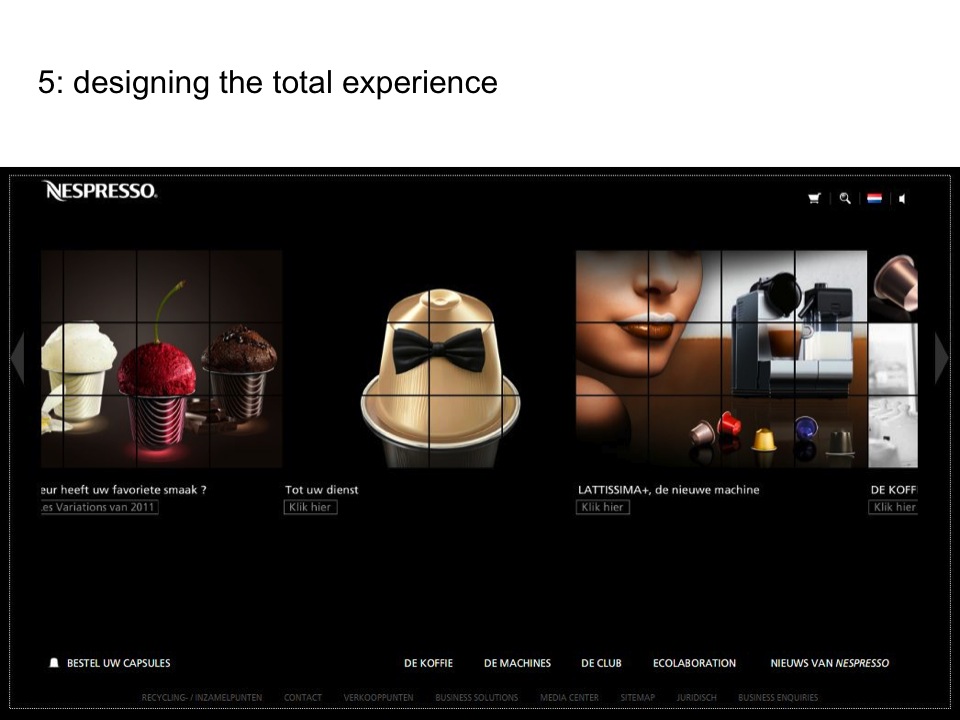 5: designing the total experience
NESPRESSO.
eur heeft uw favoriete smaak ?
es Variations van 2011
Tot uw dienst
Klik hier
LATTISSIMA+, de nieuwe machine
Klik hier
DE KOFF
Klik hier
BESTEL UW CAPSULES DE KOFFIE DE MACHINES DE CLUB ECOLABORATION NIEUWS VAN NESPRESSO
RECYCLING- / INZAMELPUNTEN CONTACT VERKOOPPUNTEN BUSINESS SOLUTIONS MEDIA CENTER SITEMAP JURIDISCH BUSINESS ENQUIRIES